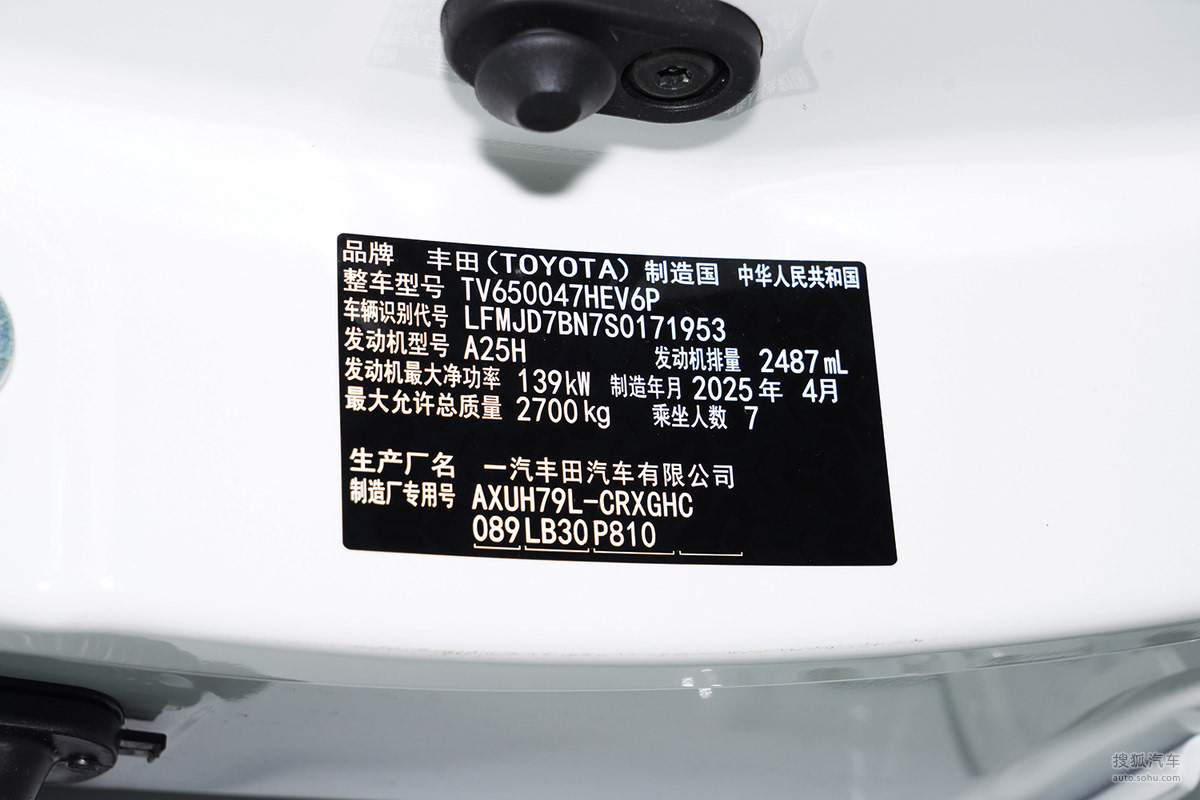 品牌 丰田(TOYOTA) 制造国 中华人民共和国
整车型号 TV650047HEV6P
车辆识别代号 LFMJD7BN7S0171953
发动机型号 A25H 发动机排量 2487 mL
发动机最大净功率 139kW 制造年月 2025年 4月
最大允许总质量 2700kg 乘坐人数 7
生产厂名 一汽丰田汽车有限公司
制造厂专用号 AXUH79L-CRXGHC
089 LB30 P810
搜狐汽车
auto.sohu.com